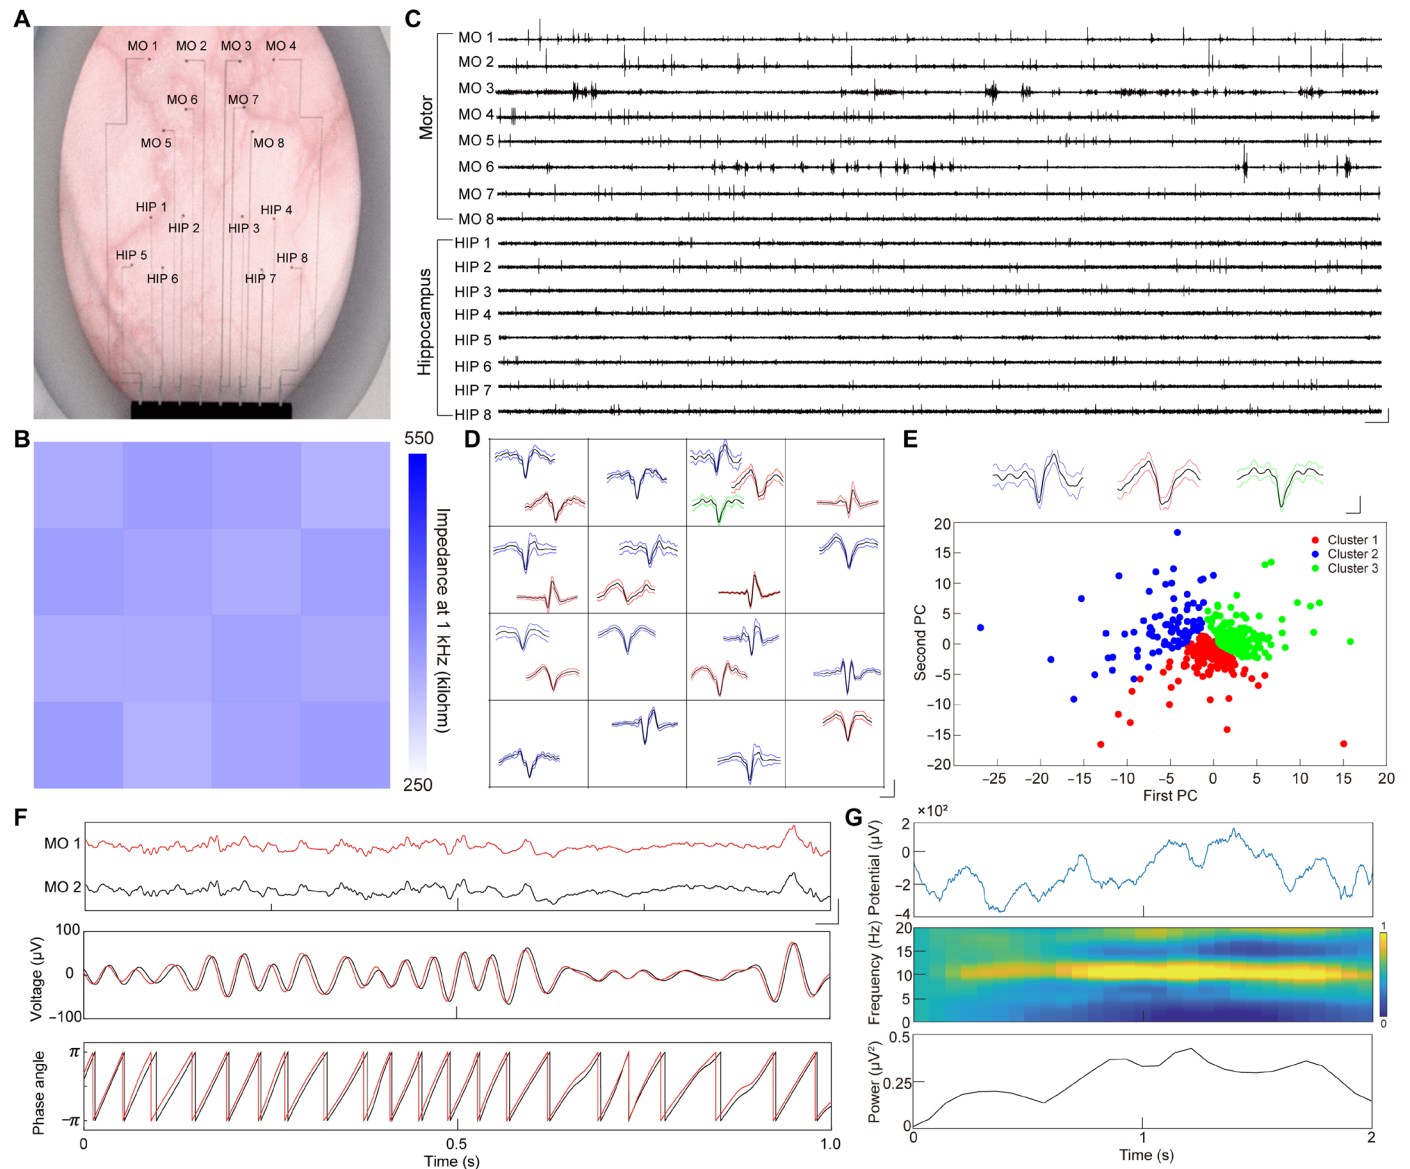 A
MO 1
MO 2
MO 3
MO 4
MO 6
MO 7
MO 5
MO 8
HIP 1
HIP 2
HIP 3
HIP 4
HIP 5
HIP 6
HIP 7
HIP 8
C
Motor
MO 1
MO 2
MO 3
MO 4
MO 5
MO 6
MO 7
MO 8
Hippocampus
HIP 1
HIP 2
HIP 3
HIP 4
HIP 5
HIP 6
HIP 7
HIP 8
B
550
Impedance at 1 kHz (kilohm)
250
D
E
Second PC
20
15
10
5
0
−5
−10
−15
−20
Cluster 1
Cluster 2
Cluster 3
−25
−20
−15
−10
−5
0
5
10
15
20
First PC
F
MO 1
MO 2
Voltage (µV)
100
0
−100
Phase angle
π
−π
0
0.5
1.0
Time (s)
G
×10²
Potential (µV)
2
0
−2
−4
Frequency (Hz)
20
15
10
5
0
1
0
Power (µV²)
0.5
0.25
0
0
1
2
Time (s)